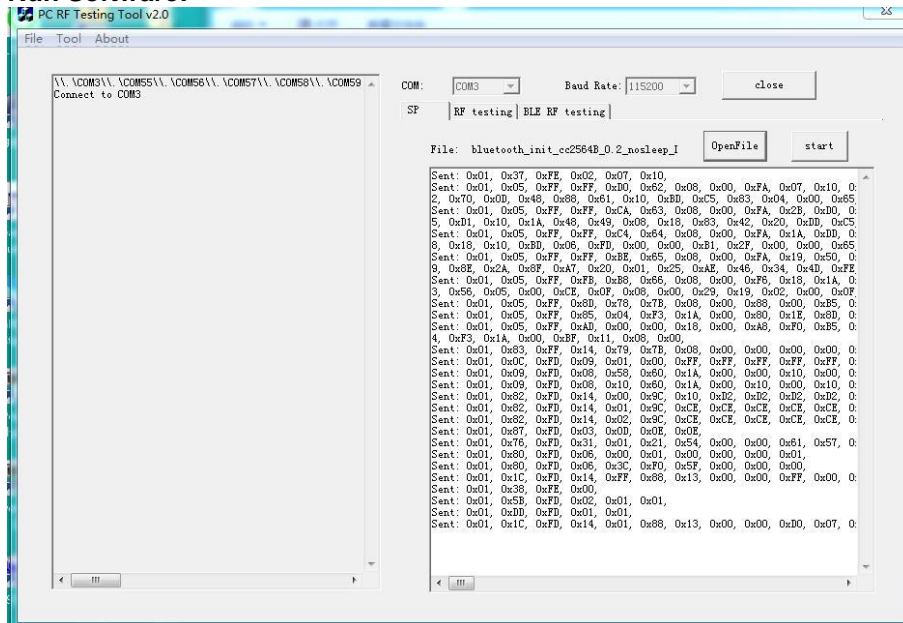 Run Software:
PC RF Testing Tool v2.0
File Tool About
\\. \COM3\\. \COM55\\. \COM56\\. \COM57\\. \COM58\\. \COM59
Connect to COM3
COM: COM3 Baud Rate: 115200 close
SP RF testing BLE RF testing
File: bluetooth_init_cc2564B_0.2_nosleep_I OpenFile start
Sent: 0x01, 0x37, 0xFE, 0x02, 0x07, 0x10,
Sent: 0x01, 0x05, 0xFF, 0xFF, 0xD0, 0x62, 0x08, 0x00, 0xFA, 0x07, 0x10, 0:
2, 0x70, 0x0D, 0x48, 0x88, 0x61, 0x10, 0xBD, 0xC5, 0x83, 0x04, 0x00, 0x65
Sent: 0x01, 0x05, 0xFF, 0xFF, 0xCA, 0x63, 0x08, 0x00, 0xFA, 0x2B, 0xD0, 0:
5, 0xD1, 0x10, 0x1A, 0x48, 0x49, 0x08, 0x18, 0x83, 0x42, 0x20, 0xDD, 0xC5
Sent: 0x01, 0x05, 0xFF, 0xFF, 0xC4, 0x64, 0x08, 0x00, 0xFA, 0x1A, 0xDD, 0:
8, 0x18, 0x10, 0xBD, 0x06, 0xFD, 0x00, 0x00, 0xB1, 0x2F, 0x00, 0x00, 0x65
Sent: 0x01, 0x05, 0xFF, 0xFF, 0xBE, 0x65, 0x08, 0x00, 0xFA, 0x19, 0x50, 0:
9, 0x8E, 0x2A, 0x8F, 0xA7, 0x20, 0x01, 0x25, 0xAE, 0x46, 0x34, 0x4D, 0xFE
Sent: 0x01, 0x05, 0xFF, 0xFB, 0xB8, 0x66, 0x08, 0x00, 0xF6, 0x18, 0x1A, 0:
3, 0x56, 0x05, 0x00, 0xCE, 0x0F, 0x08, 0x00, 0x29, 0x19, 0x02, 0x00, 0x0F
Sent: 0x01, 0x05, 0xFF, 0x8D, 0x78, 0x7B, 0x08, 0x00, 0x88, 0x00, 0xB5, 0:
Sent: 0x01, 0x05, 0xFF, 0x85, 0x04, 0xF3, 0x1A, 0x00, 0x80, 0x1E, 0x8D, 0:
Sent: 0x01, 0x05, 0xFF, 0xAD, 0x00, 0x00, 0x18, 0x00, 0xA8, 0xF0, 0xB5, 0:
4, 0xF3, 0x1A, 0x00, 0xBF, 0x11, 0x08, 0x00,
Sent: 0x01, 0x83, 0xFF, 0x14, 0x79, 0x7B, 0x08, 0x00, 0x00, 0x00, 0x00, 0:
Sent: 0x01, 0x0C, 0xFD, 0x09, 0x01, 0x00, 0xFF, 0xFF, 0xFF, 0xFF, 0xFF, 0:
Sent: 0x01, 0x09, 0xFD, 0x08, 0x58, 0x60, 0x1A, 0x00, 0x00, 0x10, 0x00, 0:
Sent: 0x01, 0x09, 0xFD, 0x08, 0x10, 0x60, 0x1A, 0x00, 0x10, 0x00, 0x10, 0:
Sent: 0x01, 0x82, 0xFD, 0x14, 0x00, 0x9C, 0x10, 0xD2, 0xD2, 0xD2, 0xD2, 0:
Sent: 0x01, 0x82, 0xFD, 0x14, 0x01, 0x9C, 0xCE, 0xCE, 0xCE, 0xCE, 0xCE, 0:
Sent: 0x01, 0x82, 0xFD, 0x14, 0x02, 0x9C, 0xCE, 0xCE, 0xCE, 0xCE, 0xCE, 0:
Sent: 0x01, 0x87, 0xFD, 0x03, 0x0D, 0x0E, 0x0E,
Sent: 0x01, 0x76, 0xFD, 0x31, 0x01, 0x21, 0x54, 0x00, 0x00, 0x61, 0x57, 0:
Sent: 0x01, 0x80, 0xFD, 0x06, 0x00, 0x01, 0x00, 0x00, 0x00, 0x01,
Sent: 0x01, 0x80, 0xFD, 0x06, 0x3C, 0xF0, 0x5F, 0x00, 0x00, 0x00,
Sent: 0x01, 0x1C, 0xFD, 0x14, 0xFF, 0x88, 0x13, 0x00, 0x00, 0xFF, 0x00, 0:
Sent: 0x01, 0x38, 0xFE, 0x00,
Sent: 0x01, 0x5B, 0xFD, 0x02, 0x01, 0x01,
Sent: 0x01, 0xDD, 0xFD, 0x01, 0x01,
Sent: 0x01, 0x1C, 0xFD, 0x14, 0x01, 0x88, 0x13, 0x00, 0x00, 0xD0, 0x07, 0: